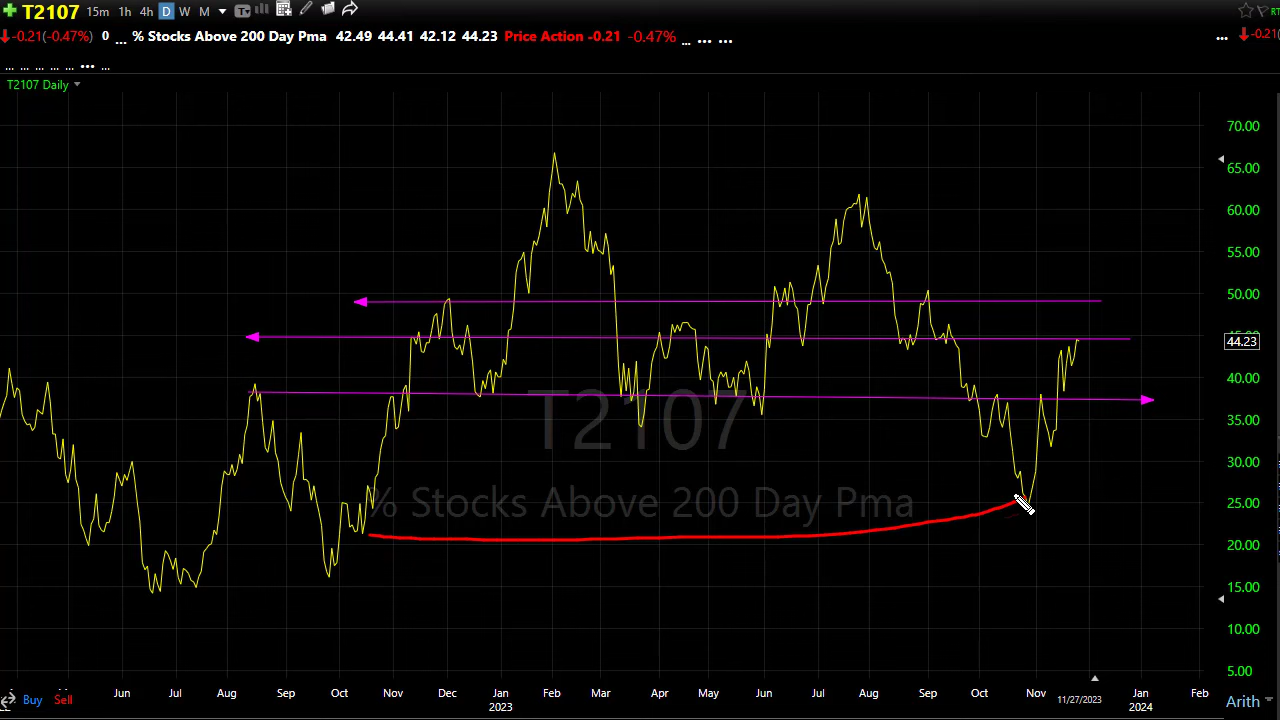 T2107 15m 1h 4h D W M T RT
-0.21(-0.47%) 0 ... % Stocks Above 200 Day Pma 42.49 44.41 42.12 44.23 Price Action -0.21 -0.47% ... ... ... ... -0.21(
... ... ... ... ... ... ...
T2107 Daily
70.00
65.00
60.00
55.00
50.00
44.23
40.00
35.00
30.00
25.00
20.00
15.00
10.00
5.00
T2107
% Stocks Above 200 Day Pma
Jun Jul Aug Sep Oct Nov Dec Jan Feb Mar Apr May Jun Jul Aug Sep Oct Nov 11/27/2023 Jan Feb
2023 2024
Buy Sell
Arith